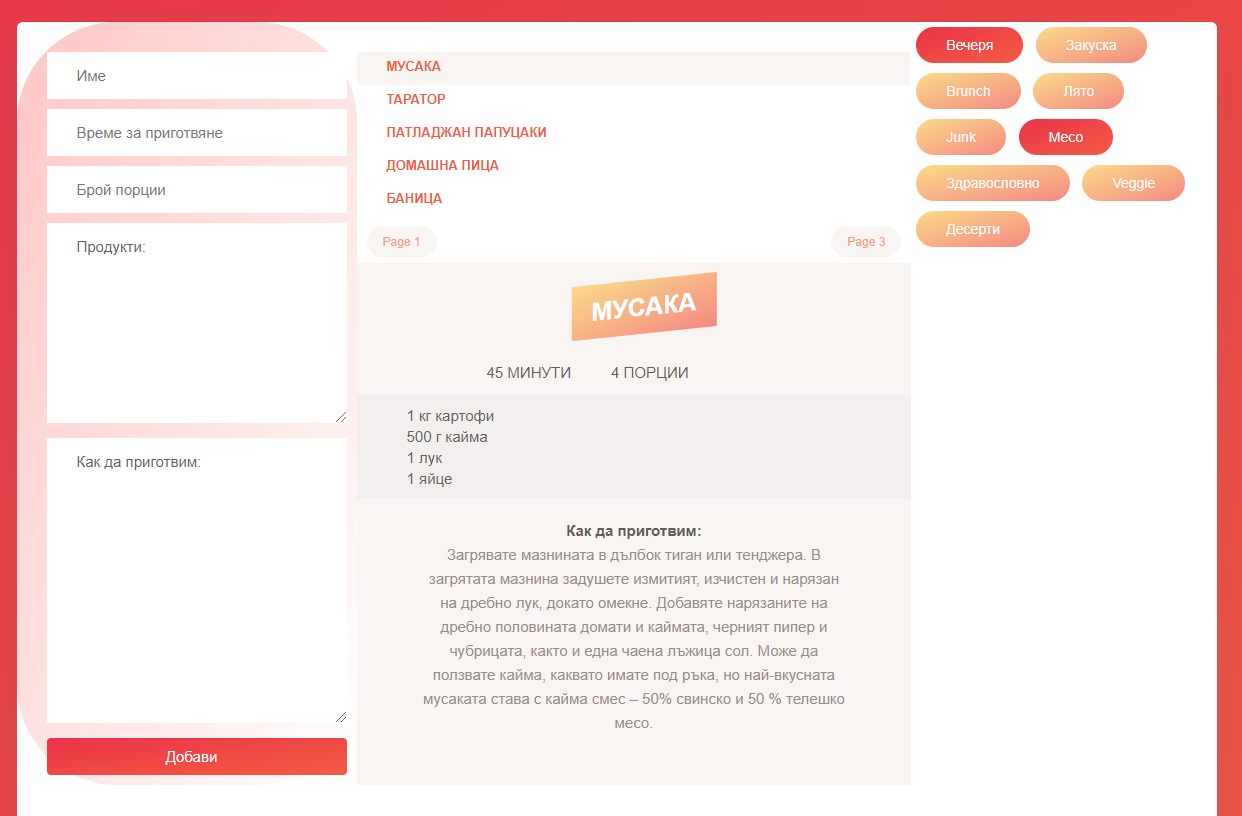 Име
Време за приготвяне
Брой порции
Продукти:
Как да приготвим:
Добави
МУСАКА
ТАРАТОР
ПАТЛАДЖАН ПАПУЦАКИ
ДОМАШНА ПИЦА
БАНИЦА
Page 1 Page 3
МУСАКА
45 МИНУТИ 4 ПОРЦИИ
1 кг картофи
500 г кайма
1 лук
1 яйце
Как да приготвим:
Загрявате мазнината в дълбок тиган или тенджера. В
загрятата мазнина задушете измитият, изчистен и нарязан
на дребно лук, докато омекне. Добавяте нарязаните на
дребно половината домати и каймата, черният пипер и
чубрицата, както и една чаена лъжица сол. Може да
ползвате кайма, каквато имате под ръка, но най-вкусната
мусаката става с кайма смес – 50% свинско и 50 % телешко
месо.
Вечеря Закуска
Brunch Лято
Junk Месо
Здравословно Veggie
Десерти